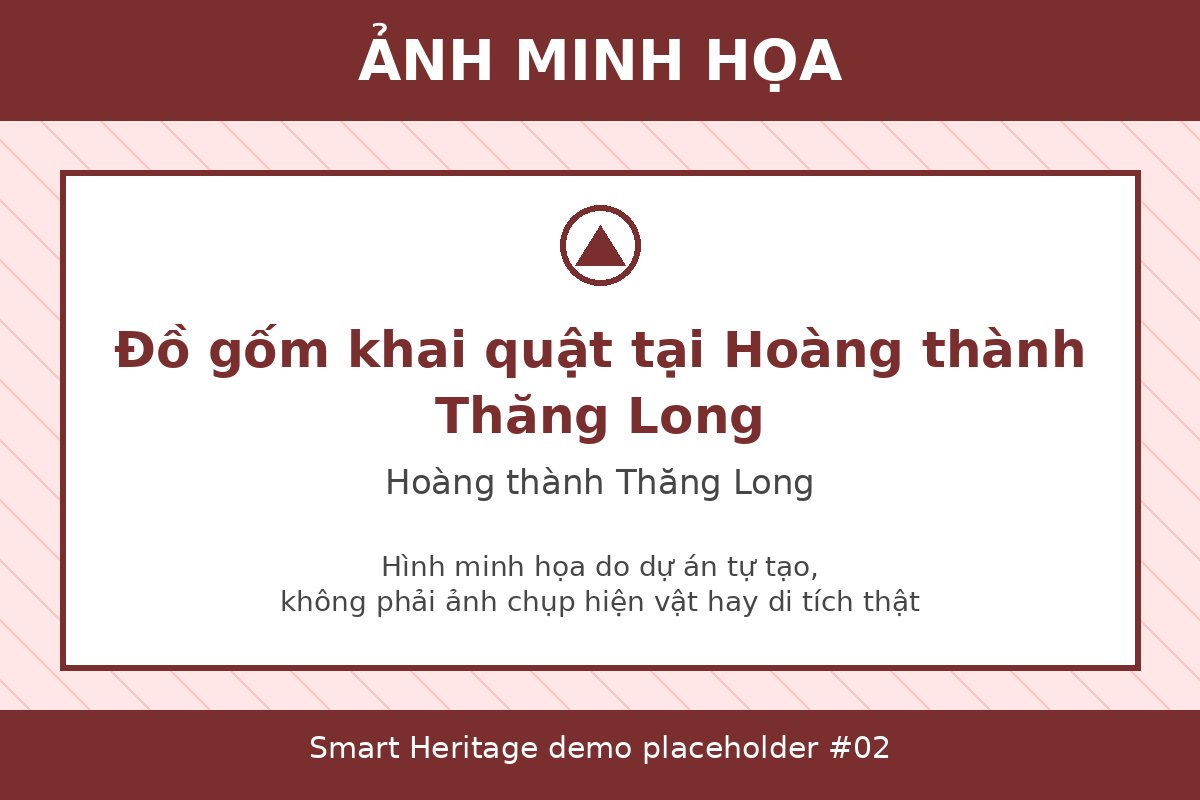 ẢNH MINH HỌA
Đồ gốm khai quật tại Hoàng thành
Thăng Long
Hoàng thành Thăng Long
Hình minh họa do dự án tự tạo,
không phải ảnh chụp hiện vật hay di tích thật
Smart Heritage demo placeholder #02